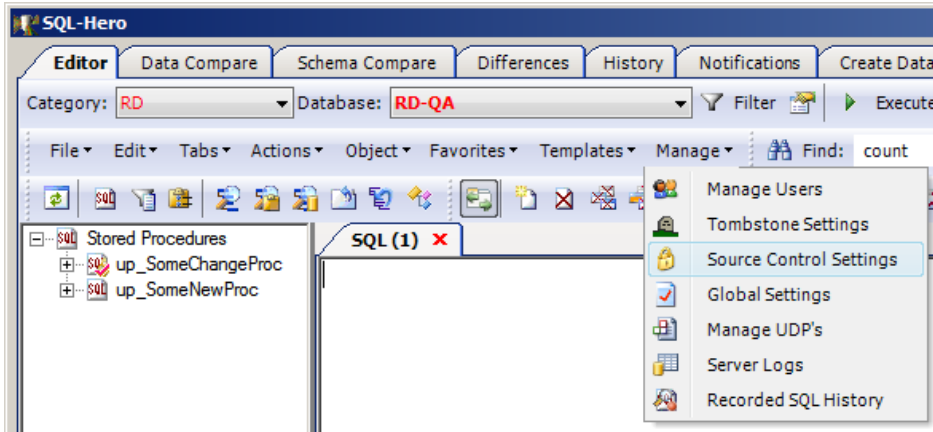 SQL-Hero
Editor Data Compare Schema Compare Differences History Notifications Create Data
Category: RD Database: RD-QA Filter Execute
File Edit Tabs Actions Object Favorites Templates Manage Find: count
Manage Users
Tombstone Settings
Source Control Settings
Global Settings
Manage UDP's
Server Logs
Recorded SQL History
SQL Stored Procedures
up_SomeChangeProc
SQL up_SomeNewProc
SQL (1) X